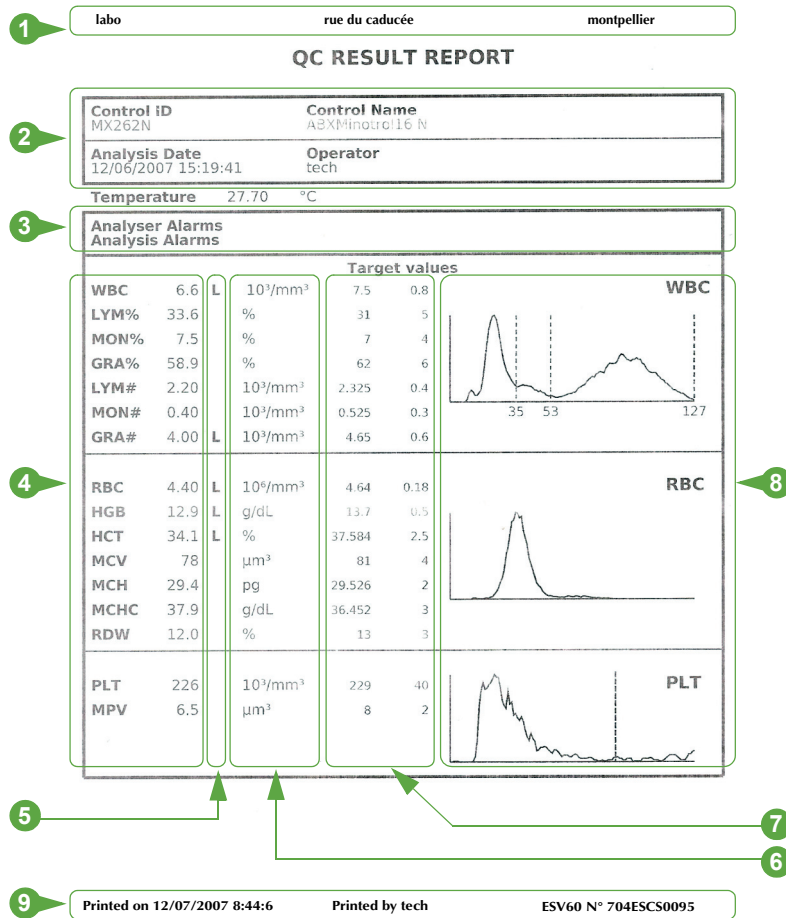 1 labo rue du caducée montpellier
QC RESULT REPORT
2
Control ID Control Name
MX262N ABXMinotrol16 N
Analysis Date Operator
12/06/2007 15:19:41 tech
Temperature 27.70 °C
3
Analyser Alarms
Analysis Alarms
Target values
WBC 6.6 L 10³/mm³ 7.5 0.8 WBC
LYM% 33.6 % 31 5
MON% 7.5 % 7 4
GRA% 58.9 % 62 6
LYM# 2.20 10³/mm³ 2.325 0.4
MON# 0.40 10³/mm³ 0.525 0.3 35 53 127
GRA# 4.00 L 10³/mm³ 4.65 0.6
4 8
RBC 4.40 L 10⁶/mm³ 4.64 0.18 RBC
HGB 12.9 L g/dL 13.7 0.5
HCT 34.1 L % 37.584 2.5
MCV 78 µm³ 81 4
MCH 29.4 pg 29.526 2
MCHC 37.9 g/dL 36.452 3
RDW 12.0 % 13 3
PLT 226 10³/mm³ 229 40 PLT
MPV 6.5 µm³ 8 2
5 7
6
9 Printed on 12/07/2007 8:44:6 Printed by tech ESV60 N° 704ESCS0095